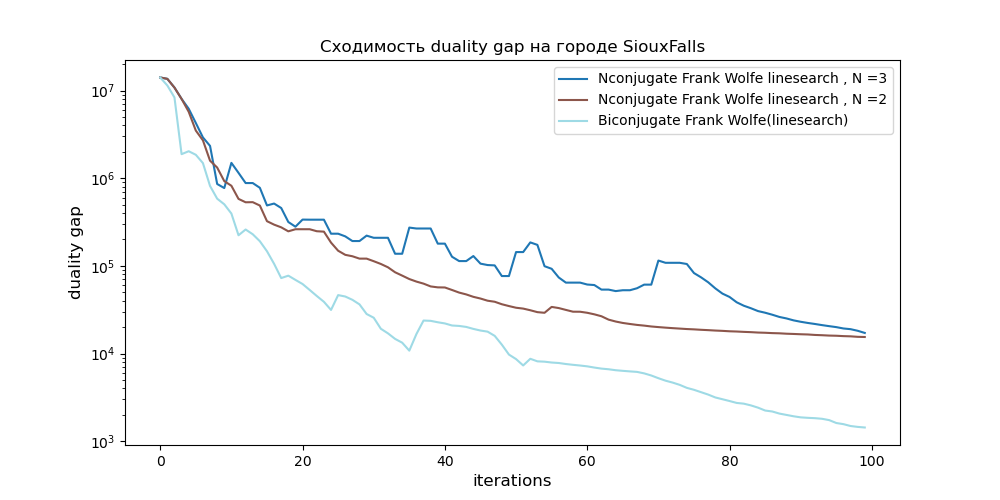 Сходимость duality gap на городе SiouxFalls
Nconjugate Frank Wolfe linesearch , N =3
Nconjugate Frank Wolfe linesearch , N =2
Biconjugate Frank Wolfe(linesearch)
duality gap
10⁷
10⁶
10⁵
10⁴
10³
0 20 40 60 80 100
iterations